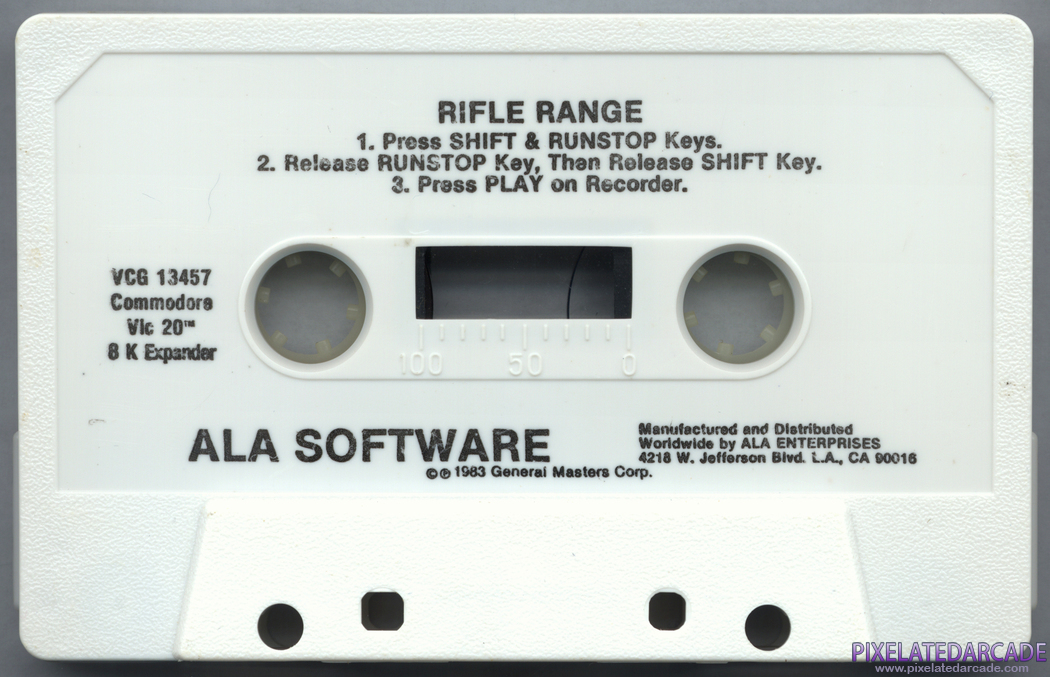 RIFLE RANGE
1. Press SHIFT & RUNSTOP Keys.
2. Release RUNSTOP Key, Then Release SHIFT Key.
3. Press PLAY on Recorder.
VCG 13457
Commodore
Vic 20™
8 K Expander
100 50 0
ALA SOFTWARE
©℗ 1983 General Masters Corp.
Manufactured and Distributed
Worldwide by ALA ENTERPRISES
4218 W. Jefferson Blvd. L.A., CA 90016
PIXELATEDARCADE
www.pixelatedarcade.com